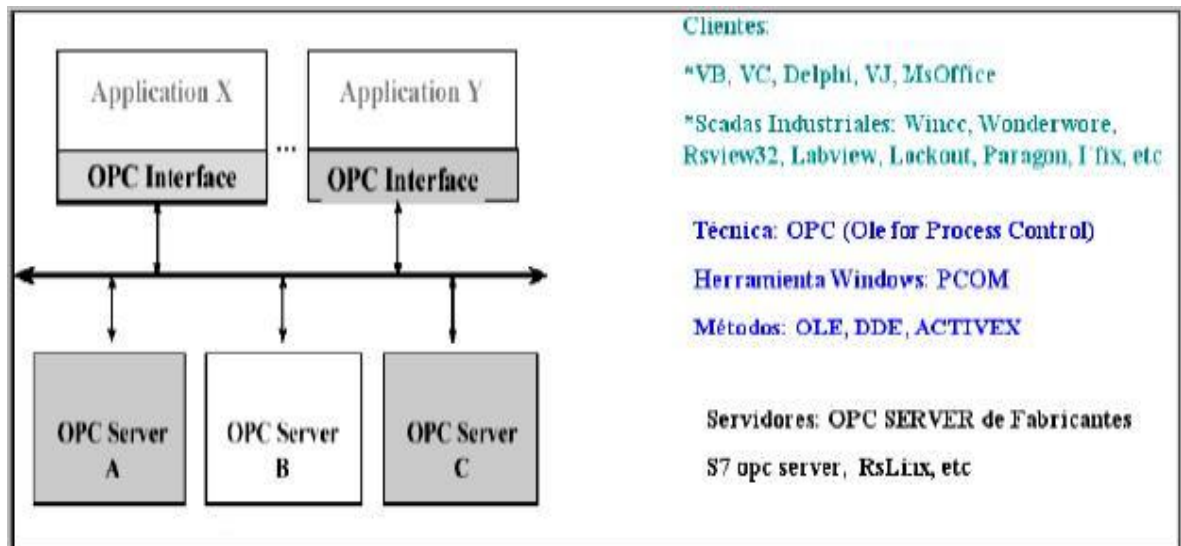 Application X
Application Y
...
OPC Interface
OPC Interface
OPC Server
A
OPC Server
B
OPC Server
C
Clientes:
*VB, VC, Delphi, VJ, MsOffice
*Scadas Industriales: Wincc, Wonderwore,
Rsview32, Labview, Lockout, Paragon, I´fix, etc
Técnica: OPC (Ole for Process Control)
Herramienta Windows: PCOM
Métodos: OLE, DDE, ACTIVEX
Servidores: OPC SERVER de Fabricantes
S7 opc server, RsLinx, etc